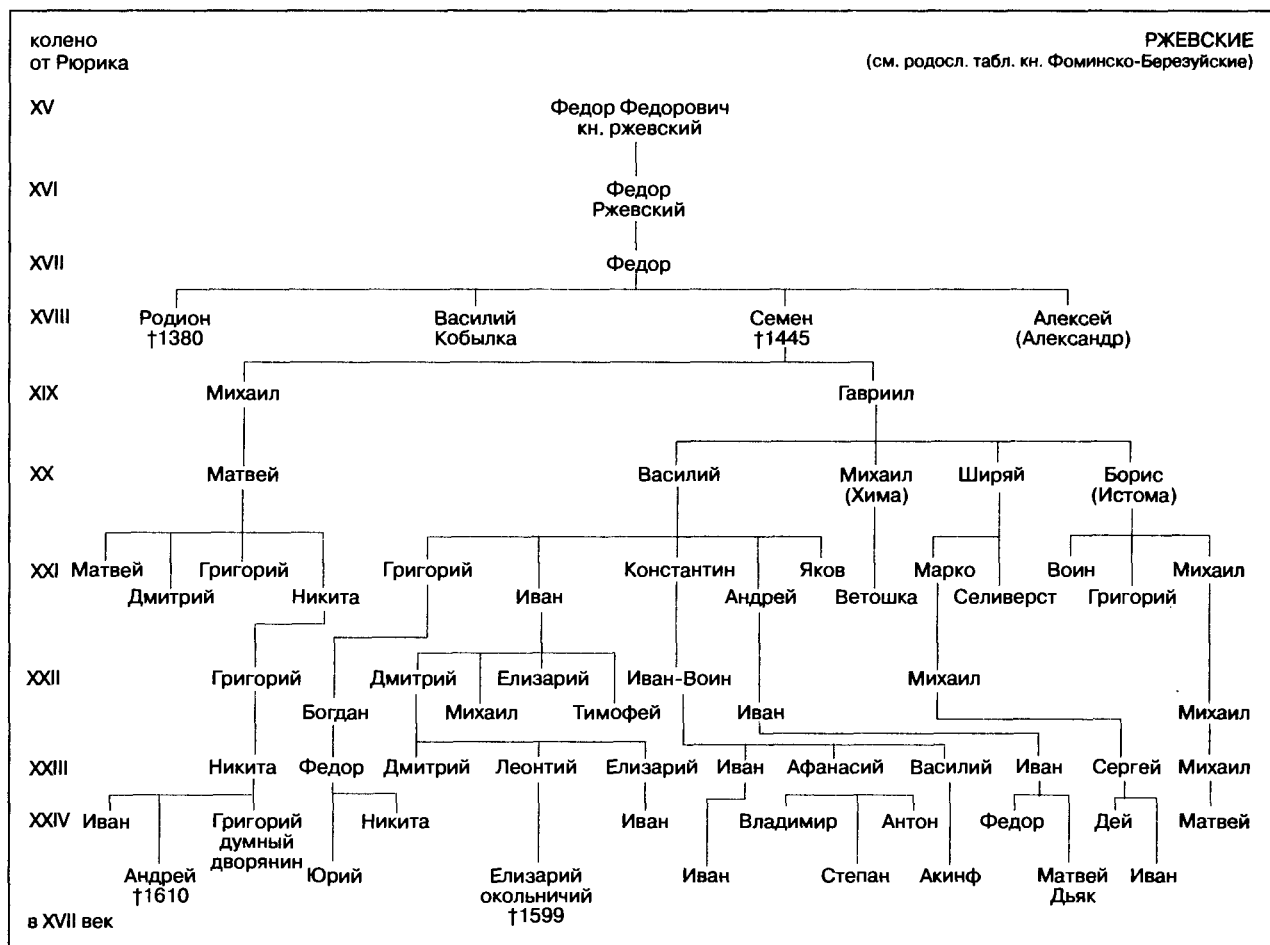 колено
от Рюрика
РЖЕВСКИЕ
(см. родосл. табл. кн. Фоминско-Березуйские)
XV
Федор Федорович
кн. ржевский
XVI
Федор
Ржевский
XVII
Федор
XVIII
Родион
†1380
Василий
Кобылка
Семен
†1445
Алексей
(Александр)
XIX
Михаил
Гавриил
XX
Матвей
Василий
Михаил
(Хима)
Ширяй
Борис
(Истома)
XXI
Матвей
Григорий
Григорий
Константин
Яков
Марко
Воин
Михаил
Дмитрий
Никита
Иван
Андрей
Ветошка
Селиверст
Григорий
XXII
Григорий
Дмитрий
Елизарий
Иван-Воин
Михаил
Богдан
Михаил
Тимофей
Иван
Михаил
XXIII
Никита
Федор
Дмитрий
Леонтий
Елизарий
Иван
Афанасий
Василий
Иван
Сергей
Михаил
XXIV
Иван
Григорий
думный
дворянин
Никита
Иван
Владимир
Антон
Федор
Дей
Матвей
Андрей
†1610
Юрий
Елизарий
окольничий
†1599
Иван
Степан
Акинф
Матвей
Дьяк
Иван
в XVII век